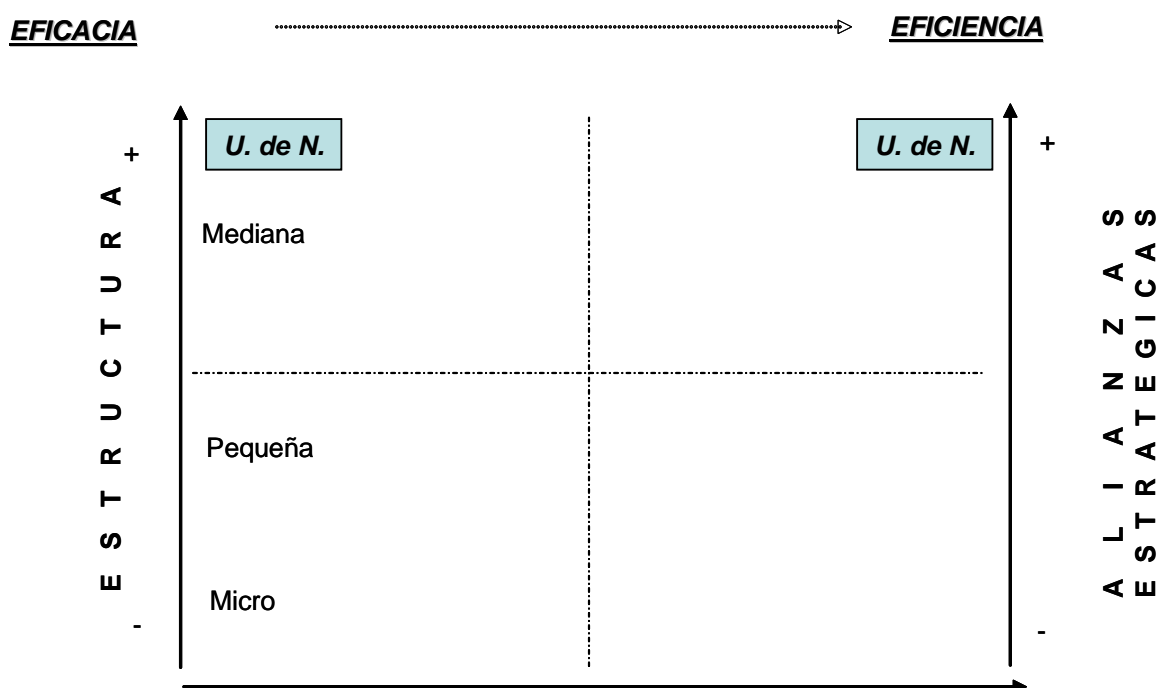 EFICACIA
EFICIENCIA
U. de N.
U. de N.
+
+
ESTRUCTURA
ALIANZAS
ESTRATEGICAS
Mediana
Pequeña
Micro
-
-